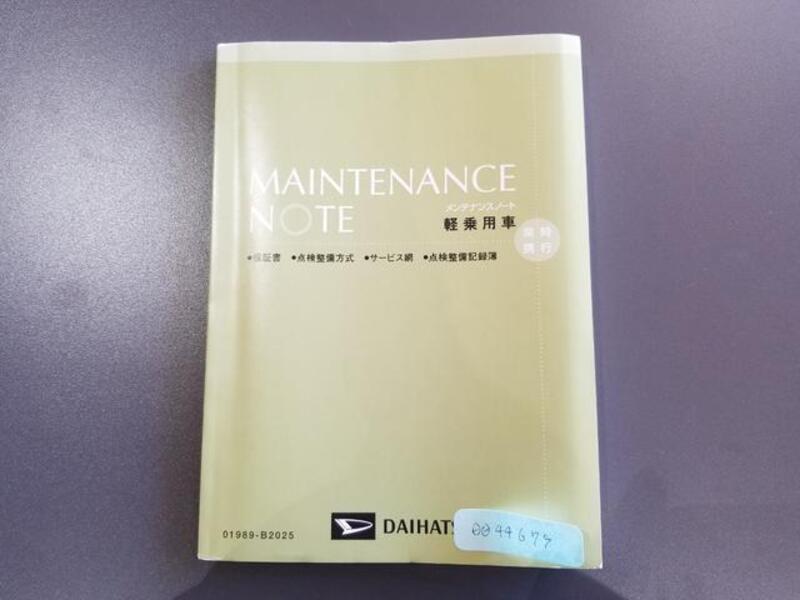 MAINTENANCE
NOTE
メンテナンスノート
軽乗用車
常時
携行
●保証書 ●点検整備方式 ●サービス網 ●点検整備記録簿
01989-B2025
DAIHATS